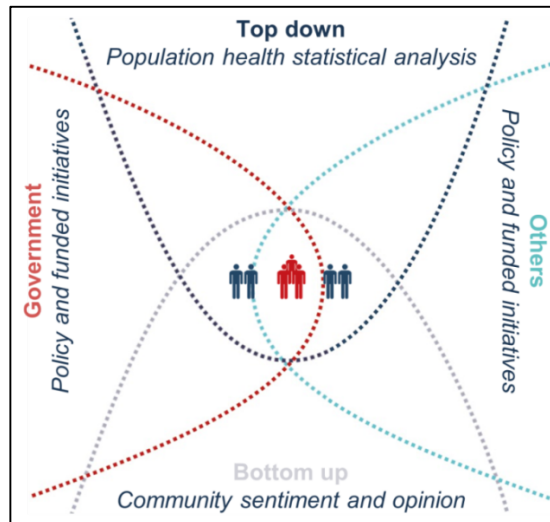 Top down
Population health statistical analysis
Government
Policy and funded initiatives
Others
Policy and funded initiatives
Bottom up
Community sentiment and opinion